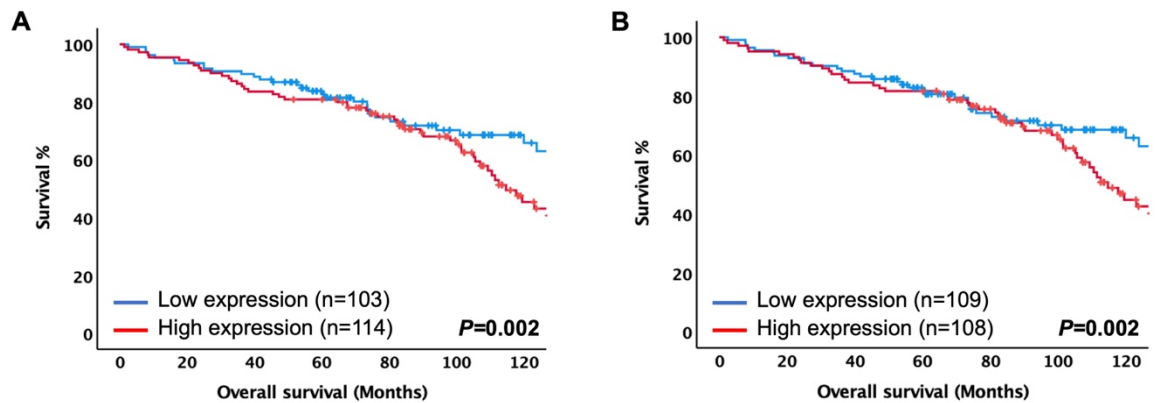 A
Survival %
100
80
60
40
20
0
Low expression (n=103)
High expression (n=114)
P=0.002
0 20 40 60 80 100 120
Overall survival (Months)
B
Survival %
100
80
60
40
20
0
Low expression (n=109)
High expression (n=108)
P=0.002
0 20 40 60 80 100 120
Overall survival (Months)